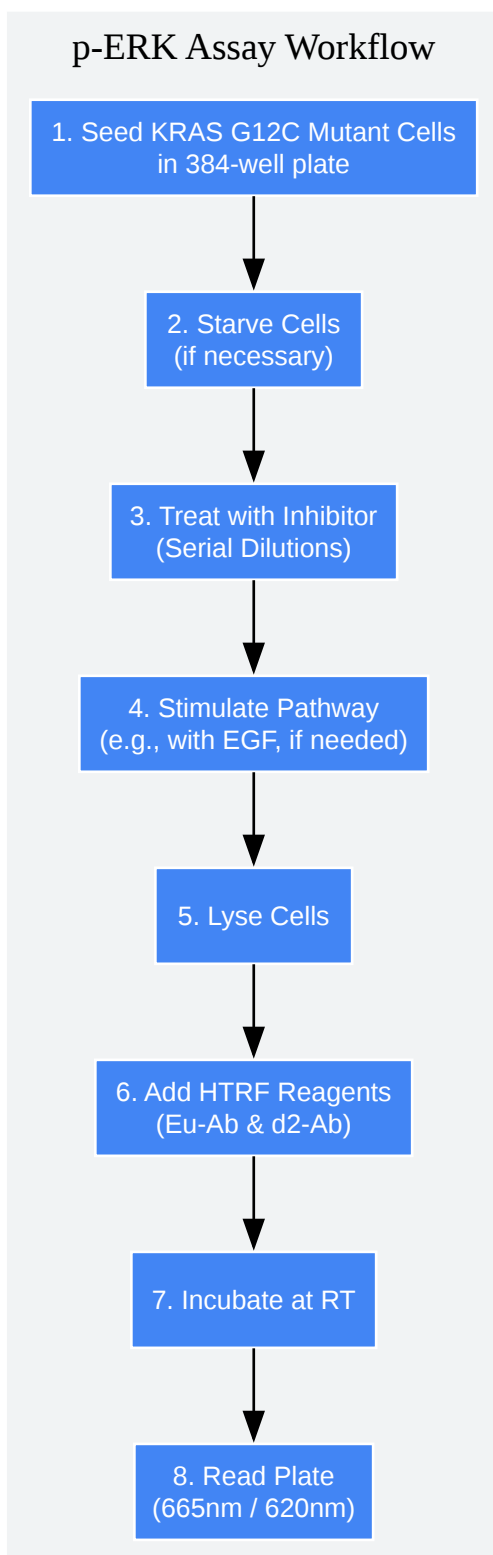 p-ERK Assay Workflow
1. Seed KRAS G12C Mutant Cells
in 384-well plate
2. Starve Cells
(if necessary)
3. Treat with Inhibitor
(Serial Dilutions)
4. Stimulate Pathway
(e.g., with EGF, if needed)
5. Lyse Cells
6. Add HTRF Reagents
(Eu-Ab & d2-Ab)
7. Incubate at RT
8. Read Plate
(665nm / 620nm)